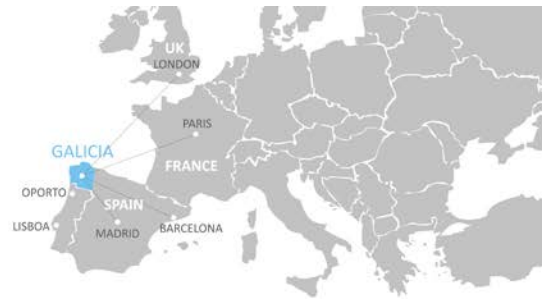 UK
LONDON
PARIS
GALICIA
FRANCE
OPORTO
SPAIN
LISBOA
MADRID
BARCELONA